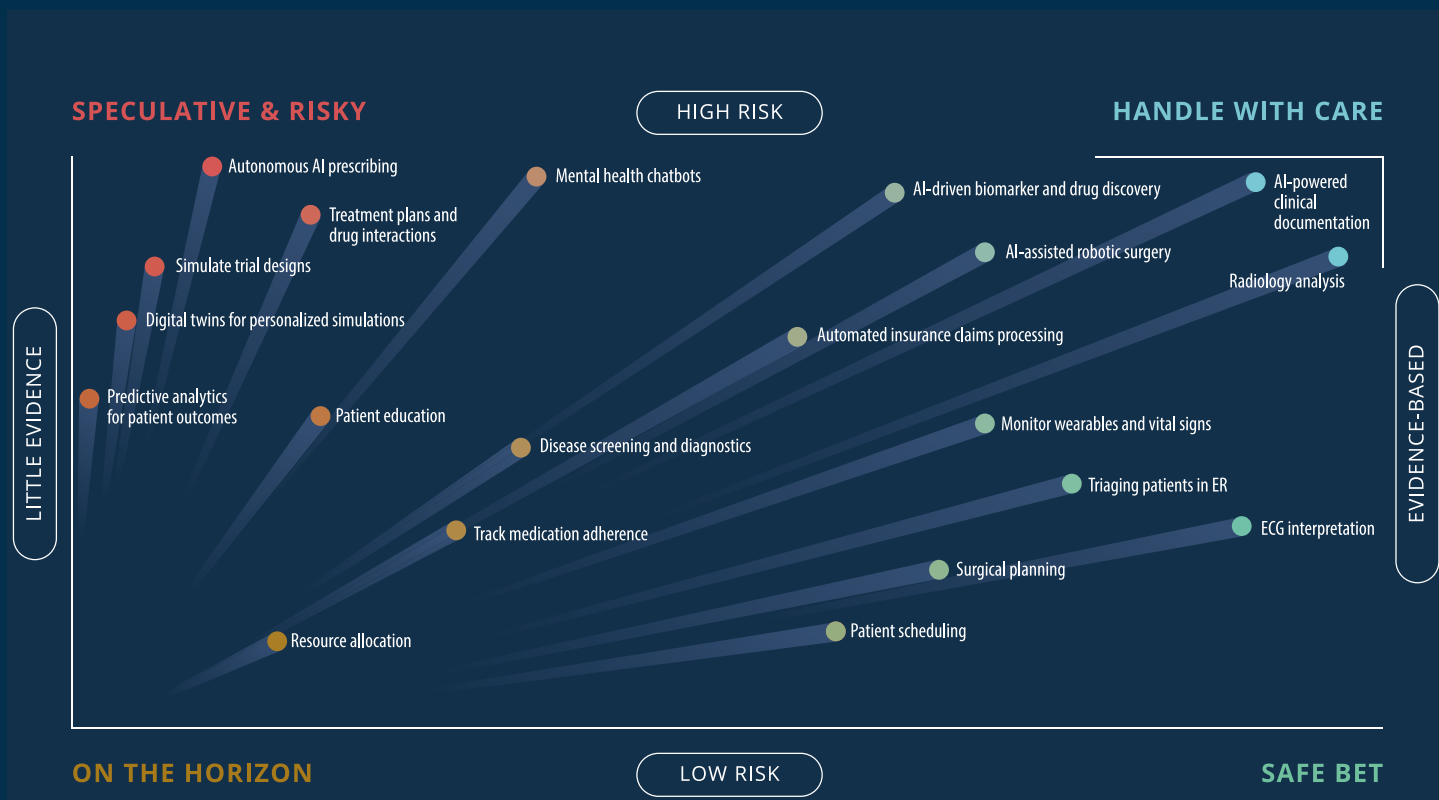 SPECULATIVE & RISKY
HIGH RISK
HANDLE WITH CARE
Autonomous AI prescribing
Mental health chatbots
AI-driven biomarker and drug discovery
AI-powered
clinical
documentation
Treatment plans and
drug interactions
Simulate trial designs
AI-assisted robotic surgery
Radiology analysis
Digital twins for personalized simulations
Automated insurance claims processing
LITTLE EVIDENCE
EVIDENCE-BASED
Predictive analytics
for patient outcomes
Patient education
Disease screening and diagnostics
Monitor wearables and vital signs
Triaging patients in ER
Track medication adherence
ECG interpretation
Surgical planning
Resource allocation
Patient scheduling
ON THE HORIZON
LOW RISK
SAFE BET